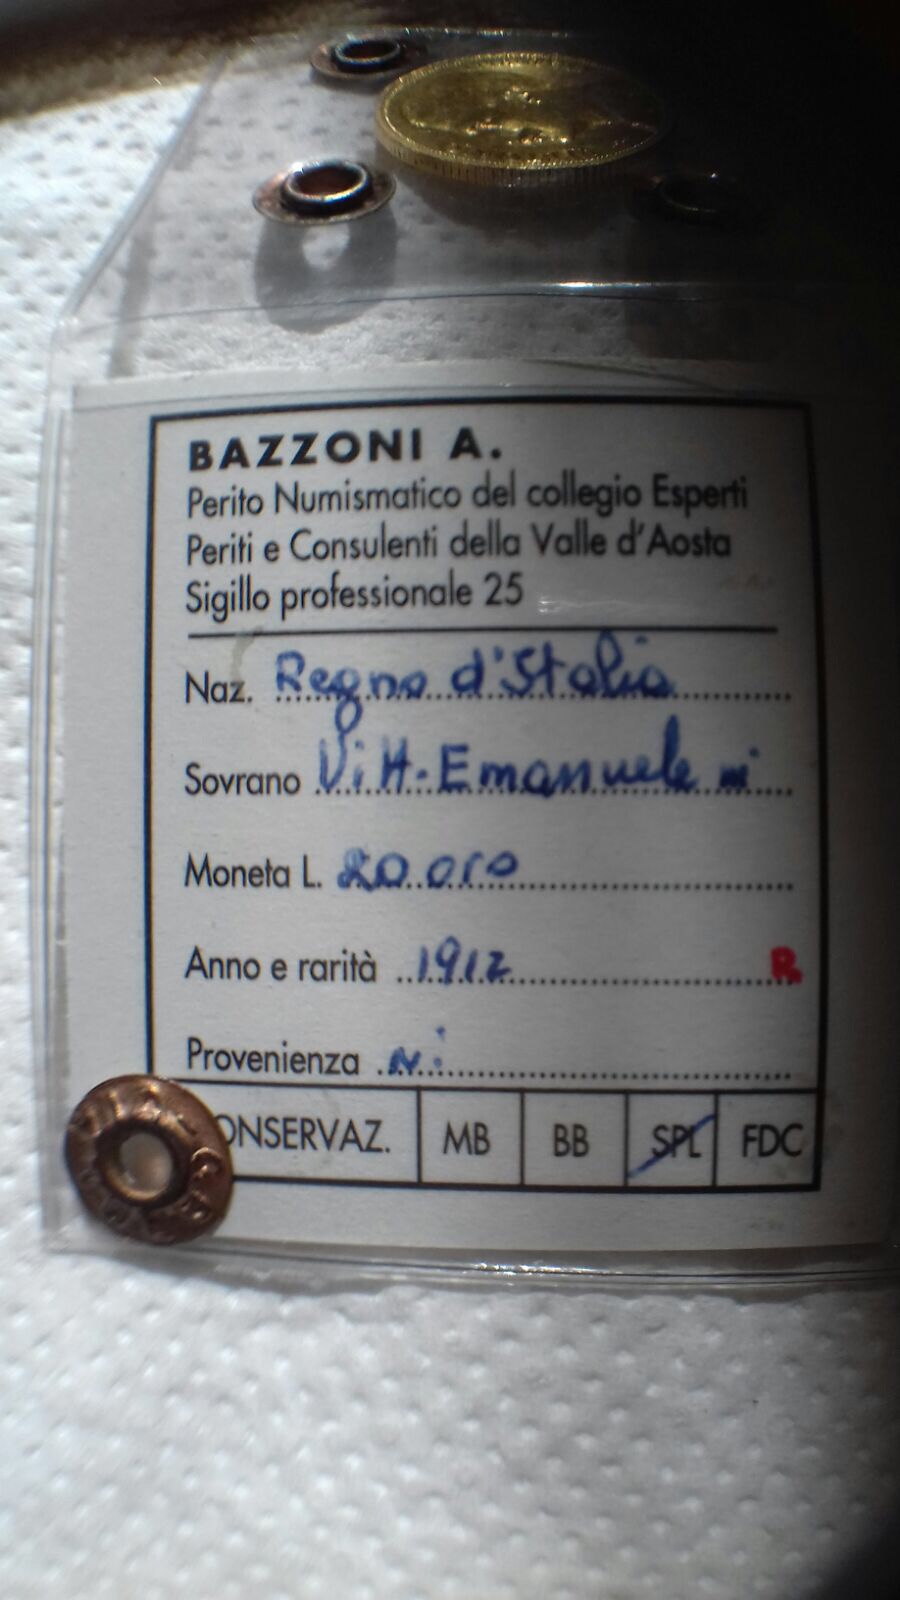 BAZZONI A.
Perito Numismatico del collegio Esperti
Periti e Consulenti della Valle d'Aosta
Sigillo professionale 25
Naz. Regno d'Italia
Sovrano Vitt. Emanuele III
Moneta L. 20 oro
Anno e rarità 1912 R
Provenienza
ONSERVAZ. MB BB SPL FDC